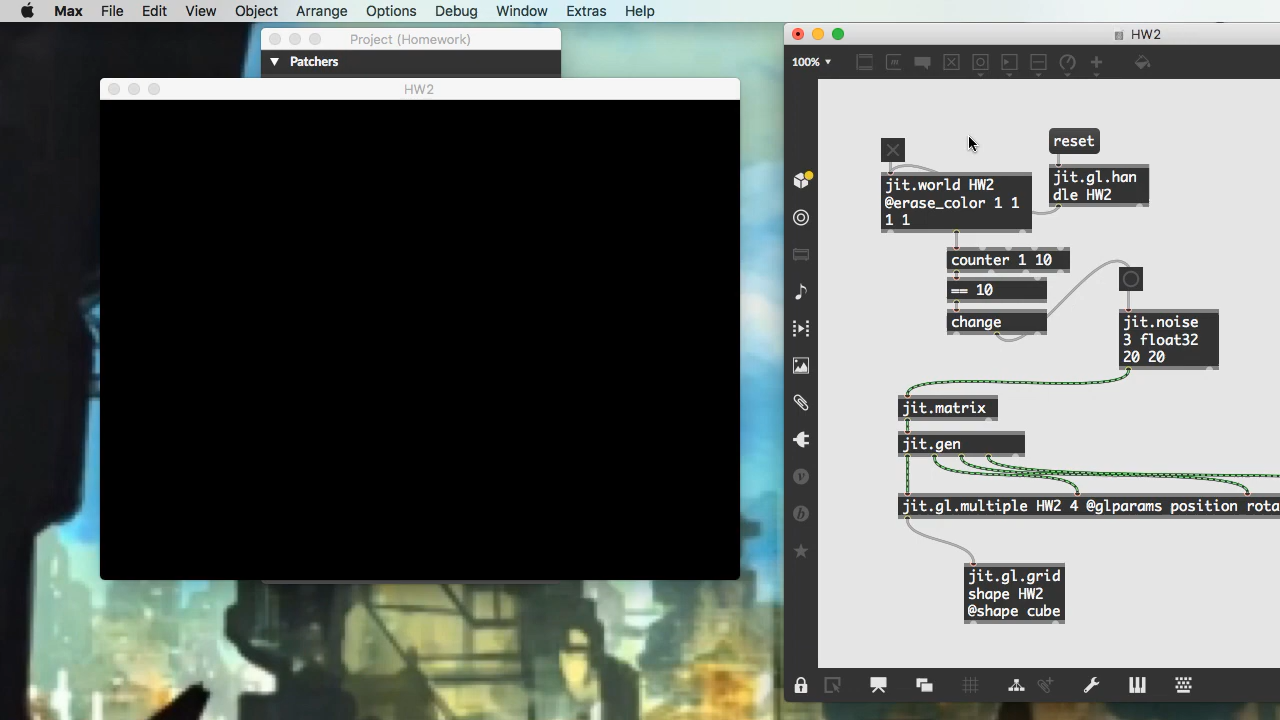 Max File Edit View Object Arrange Options Debug Window Extras Help
Project (Homework)
Patchers
HW2
HW2
100%
reset
jit.world HW2
@erase_color 1 1
1 1
jit.gl.han
dle HW2
counter 1 10
== 10
change
jit.noise
3 float32
20 20
jit.matrix
jit.gen
jit.gl.multiple HW2 4 @glparams position rota
jit.gl.grid
shape HW2
@shape cube